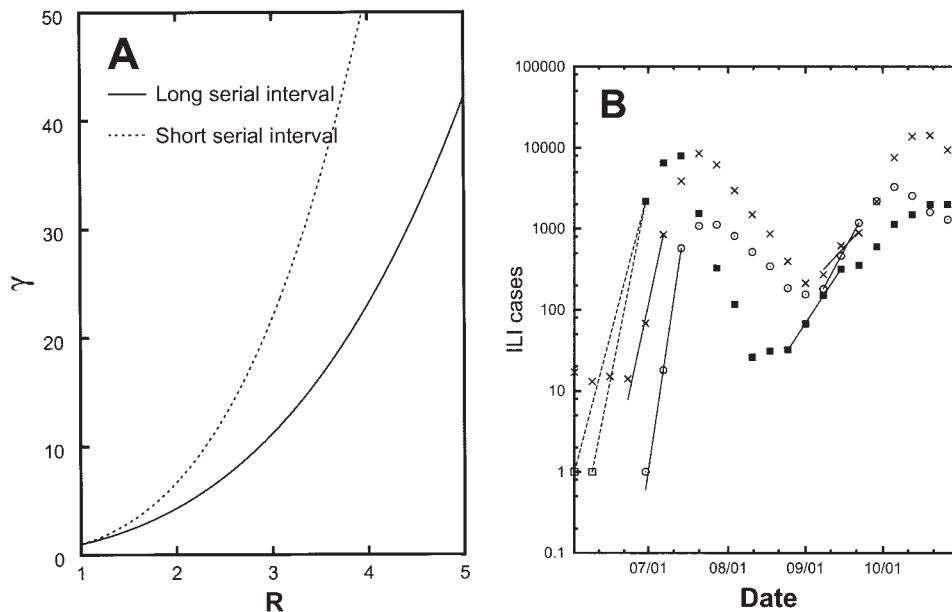 A
Long serial interval
Short serial interval
50
40
30
20
10
0
γ
1 2 3 4 5
R
B
100000
10000
1000
100
10
1
0.1
ILI cases
07/01 08/01 09/01 10/01
Date